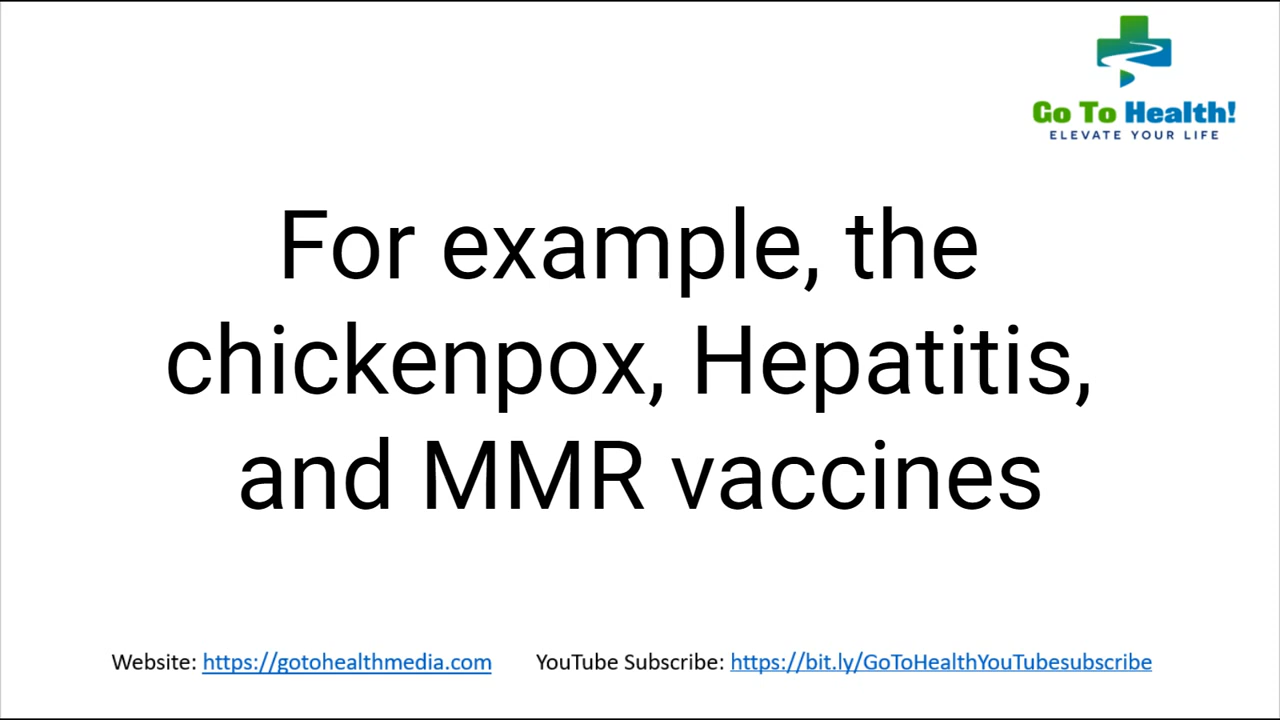 Go To Health!
ELEVATE YOUR LIFE
For example, the
chickenpox, Hepatitis,
and MMR vaccines
Website: https://gotohealthmedia.com YouTube Subscribe: https://bit.ly/GoToHealthYouTubesubscribe